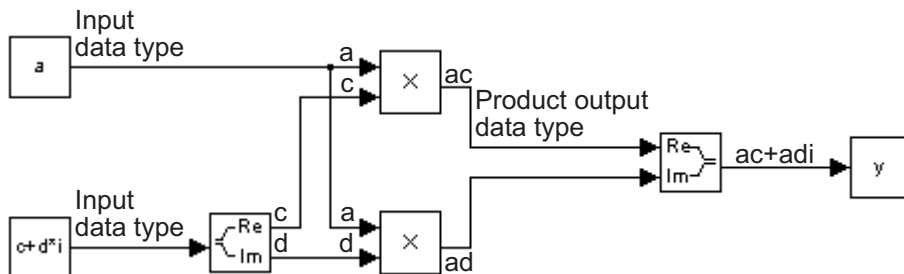 Input
data type
a
a
c
×
ac
Product output
data type
Re
Im
ac+adi
y
Input
data type
c+d*i
Re
Im
c
d
a
d
×
ad